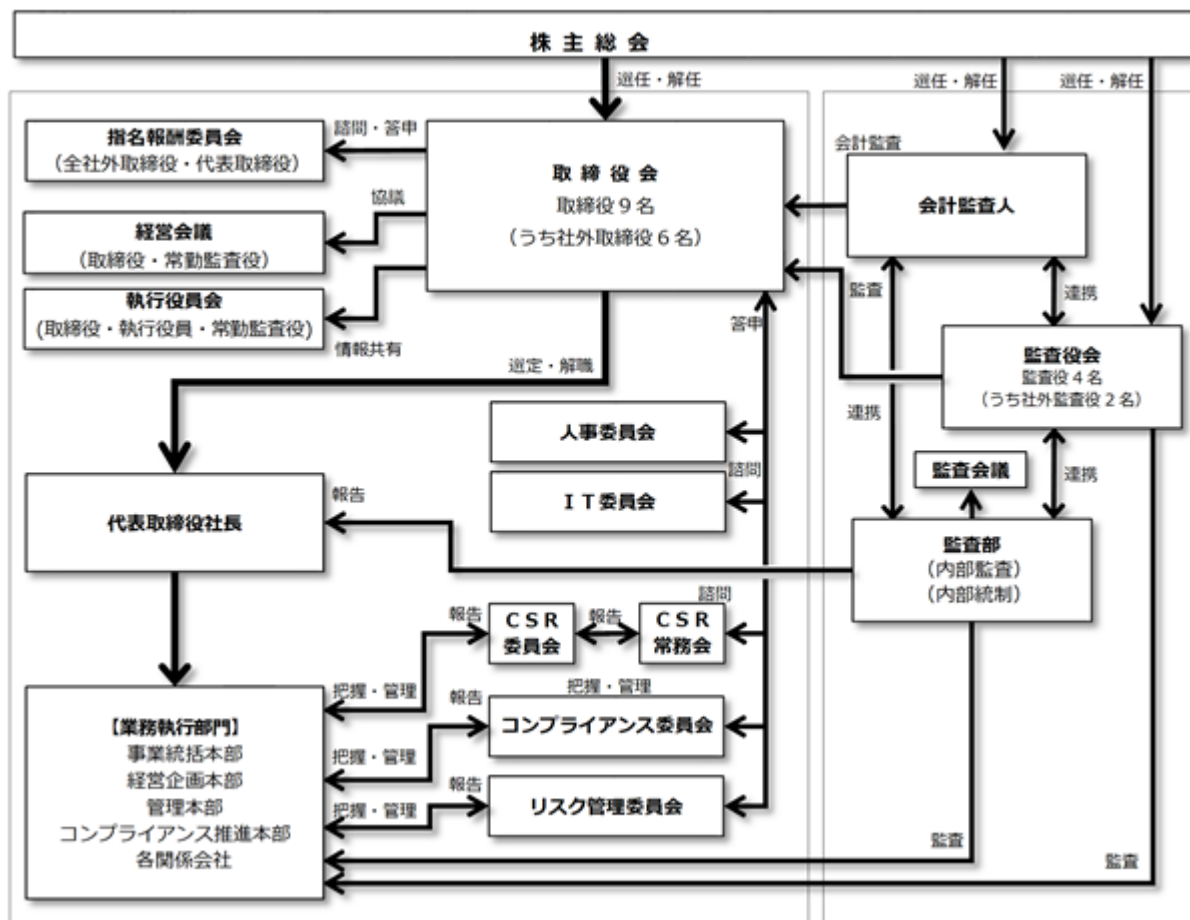 株 主 総 会
選任・解任
選任・解任
選任・解任
指名報酬委員会
(全社外取締役・代表取締役)
諮問・答申
取 締 役 会
取締役9名
(うち社外取締役6名)
会計監査
会計監査人
協議
経営会議
(取締役・常勤監査役)
執行役員会
(取締役・執行役員・常勤監査役)
情報共有
監査
連携
答申
選定・解職
監査役会
監査役4名
(うち社外監査役2名)
連携
人事委員会
諮問
IT委員会
監査会議
連携
代表取締役社長
報告
監査部
(内部監査)
(内部統制)
諮問
報告
CSR
委員会
報告
CSR
常務会
把握・管理
把握・管理
報告
コンプライアンス委員会
把握・管理
報告
リスク管理委員会
把握・管理
【業務執行部門】
事業統括本部
経営企画本部
管理本部
コンプライアンス推進本部
各関係会社
監査
監査